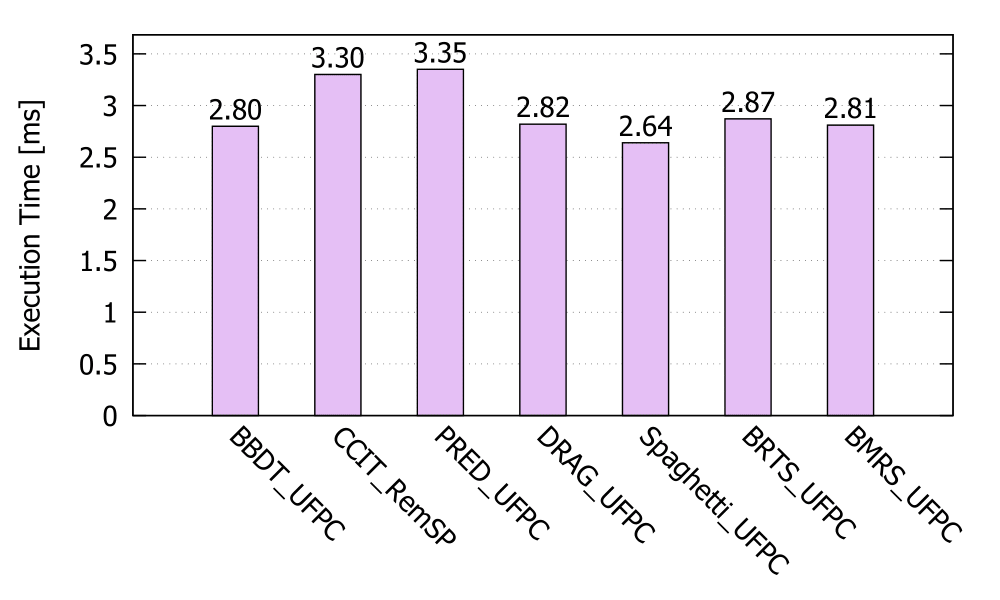 Execution Time [ms]
3.5
3
2.5
2
1.5
1
0.5
0
2.80
3.30
3.35
2.82
2.64
2.87
2.81
BBDT_UFPC
CCIT_RemSP
PRED_UFPC
DRAG_UFPC
Spaghetti_UFPC
BRTS_UFPC
BMRS_UFPC